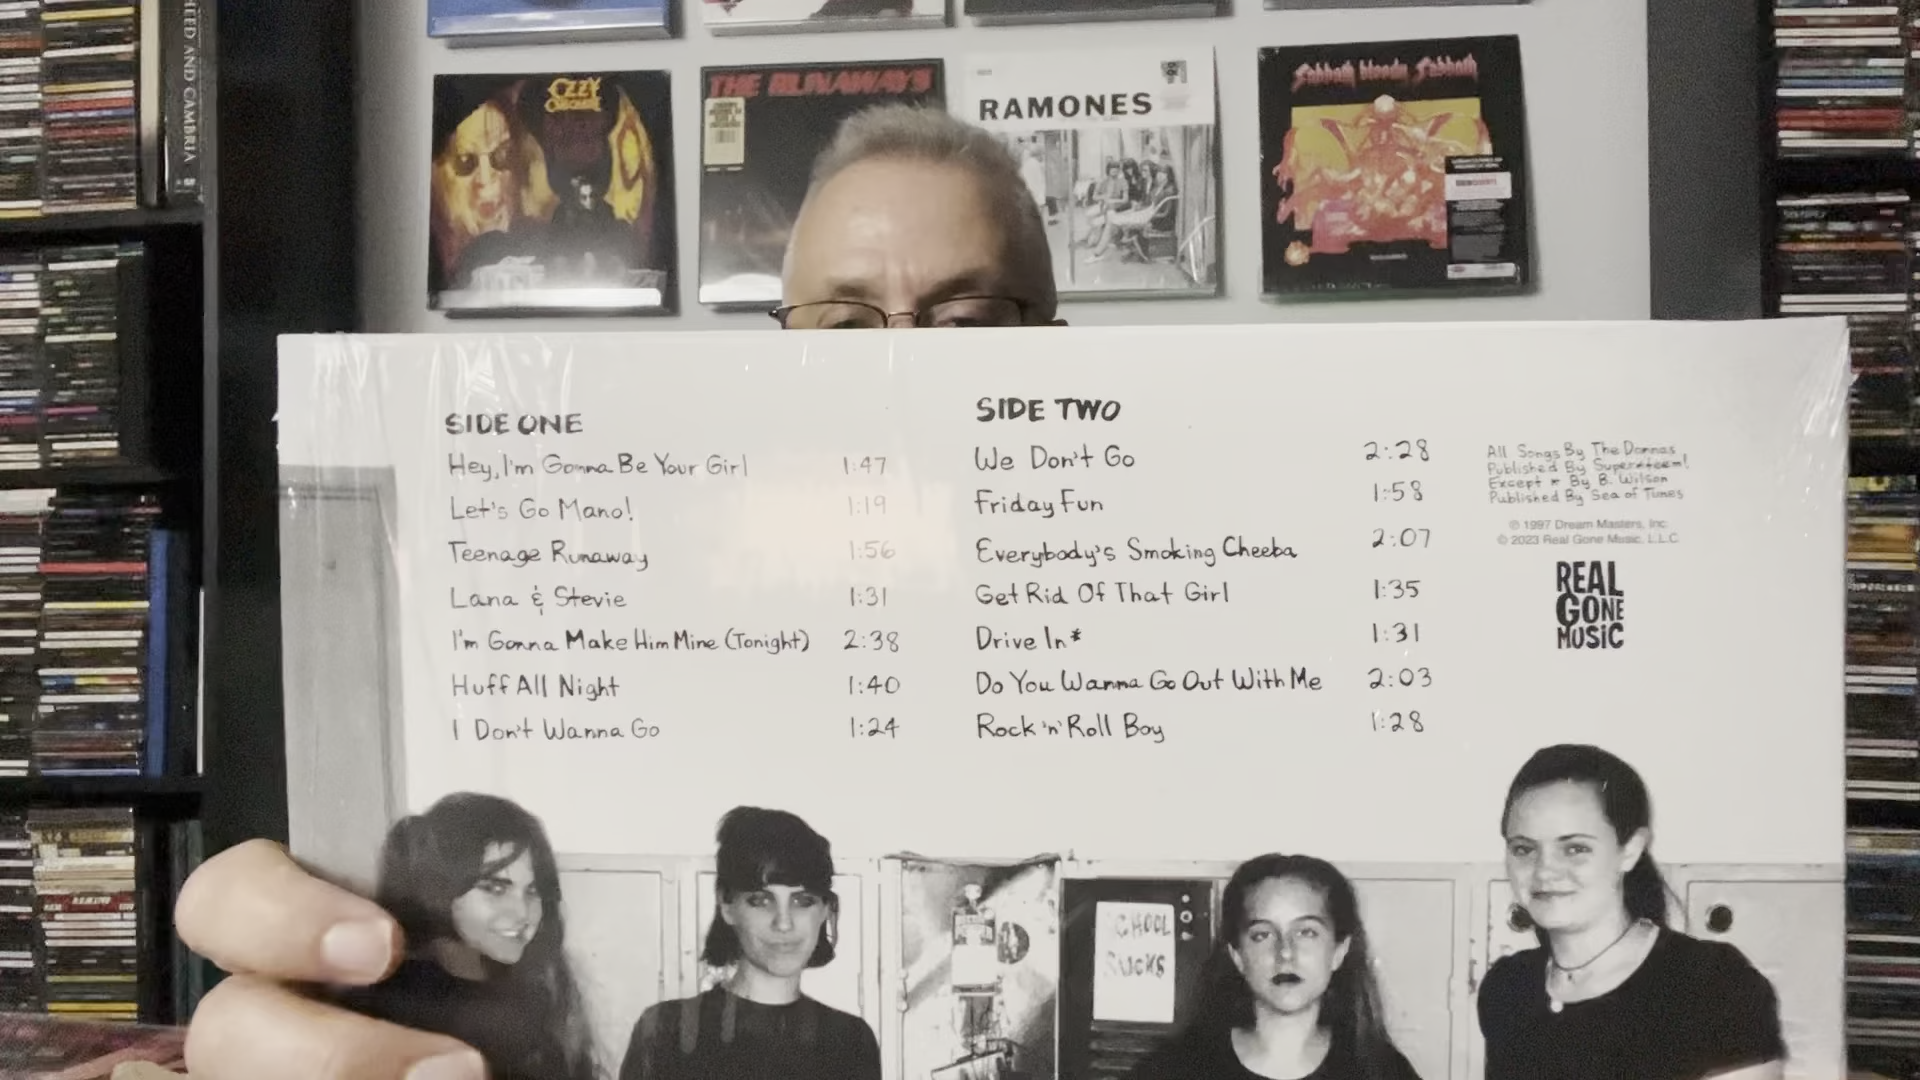 HEED AND CAMBRIA
OZZY
OSBOURNE
THE RUNAWAYS
RAMONES
Sabbath bloody Sabbath
SIDE ONE
Hey, I'm Gonna Be Your Girl 1:47
Let's Go Mano! 1:19
Teenage Runaway 1:56
Lana & Stevie 1:31
I'm Gonna Make Him Mine (Tonight) 2:38
Huff All Night 1:40
I Don't Wanna Go 1:24
SIDE TWO
We Don't Go 2:28
Friday Fun 1:58
Everybody's Smoking Cheeba 2:07
Get Rid Of That Girl 1:35
Drive In* 1:31
Do You Wanna Go Out With Me 2:03
Rock 'n' Roll Boy 1:28
All Songs By The Donnas
Published By Superteem!
Except * By B. Wilson
Published By Sea of Tunes
℗ 1997 Dream Masters, Inc.
© 2023 Real Gone Music, L.L.C.
REAL
GONE
MUSIC
SCHOOL
SUCKS